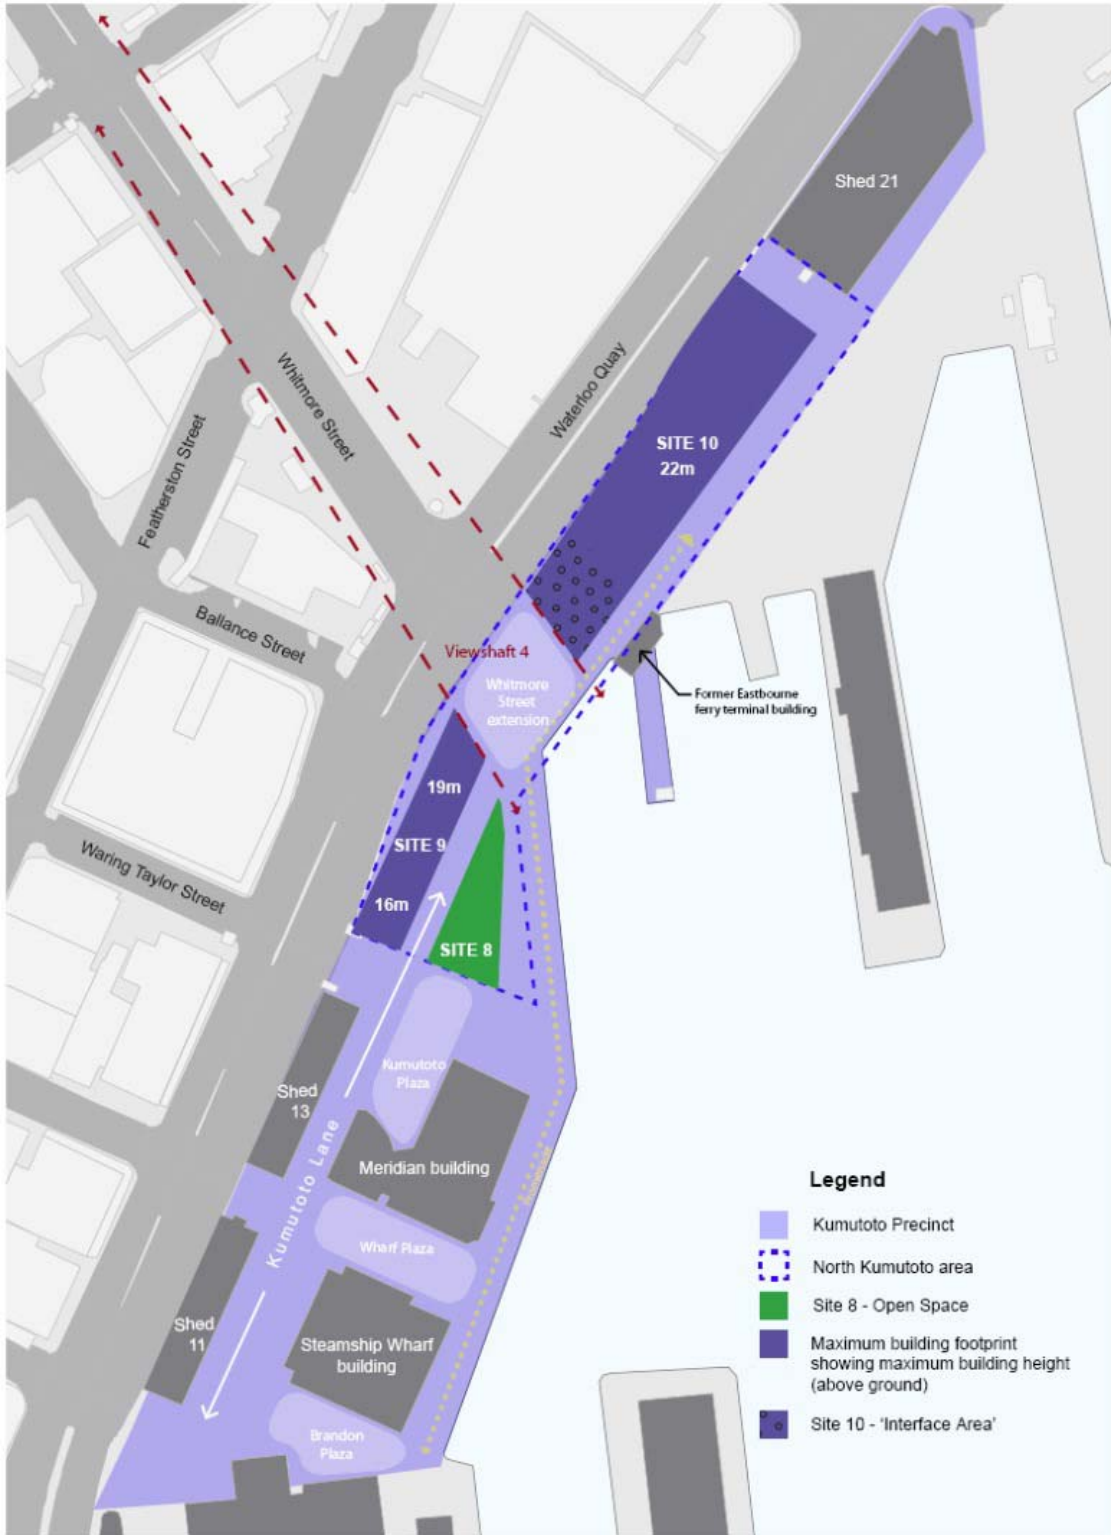 Shed 21
Waterloo Quay
Whitmore Street
Featherston Street
SITE 10
22m
Ballance Street
Viewshaft 4
Whitmore
Street
extension
Former Eastbourne
ferry terminal building
19m
SITE 9
16m
SITE 8
Waring Taylor Street
Kumutoto
Plaza
Shed
13
Meridian building
Promenade
Kumutoto Lane
Wharf Plaza
Shed
11
Steamship Wharf
building
Brandon
Plaza
Legend
Kumutoto Precinct
North Kumutoto area
Site 8 - Open Space
Maximum building footprint
showing maximum building height
(above ground)
Site 10 - 'Interface Area'